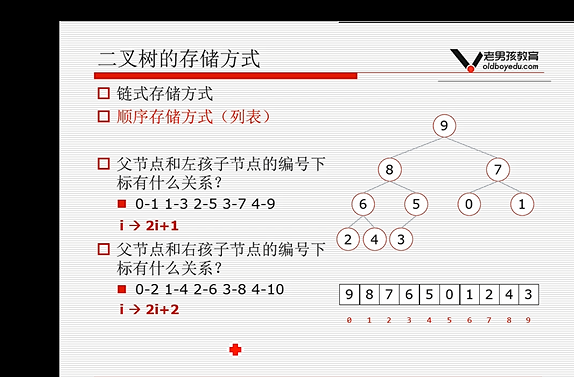 二叉树的存储方式
老男孩教育
oldboyedu.com
链式存储方式
顺序存储方式（列表）
父节点和左孩子节点的编号下
标有什么关系？
0-1 1-3 2-5 3-7 4-9
i → 2i+1
父节点和右孩子节点的编号下
标有什么关系？
0-2 1-4 2-6 3-8 4-10
i → 2i+2
9
8 7
6 5 0 1
2 4 3
9 8 7 6 5 0 1 2 4 3
0 1 2 3 4 5 6 7 8 9